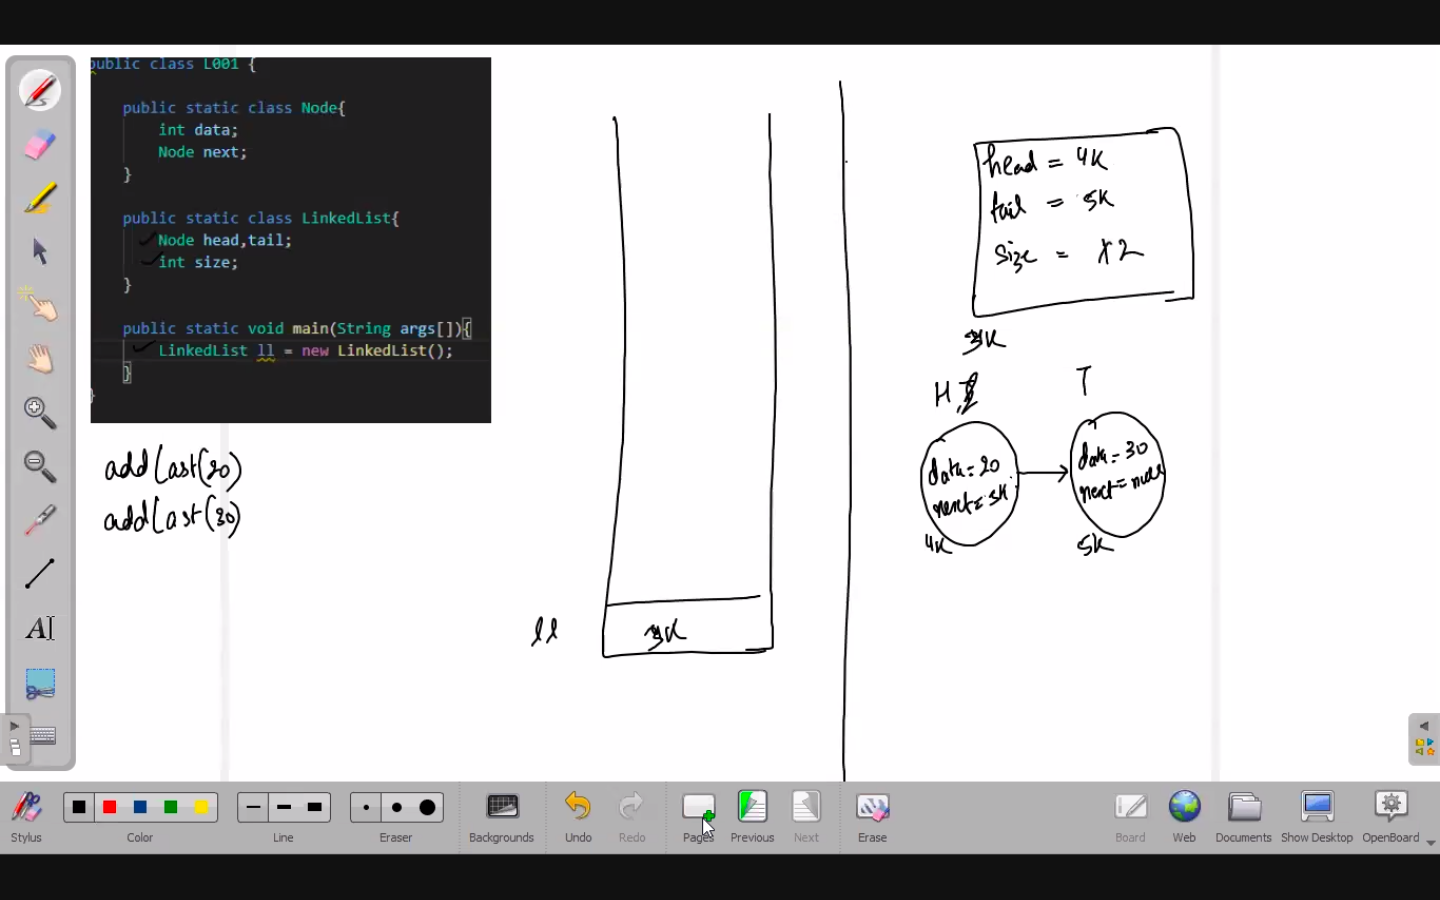 public class L001 {
public static class Node{
int data;
Node next;
}
public static class LinkedList{
Node head,tail;
int size;
}
public static void main(String args[]){
LinkedList ll = new LinkedList();
}
}
addLast(20)
addLast(30)
ll
3K
head = 4K
tail = 5K
size = 1 2
3K
H T
T
data=20
next=5K
4K
data=30
next=null
5K
A
Stylus
Color
Line
Eraser
Backgrounds
Undo
Redo
Pages
Previous
Next
Erase
Board
Web
Documents
Show Desktop
OpenBoard